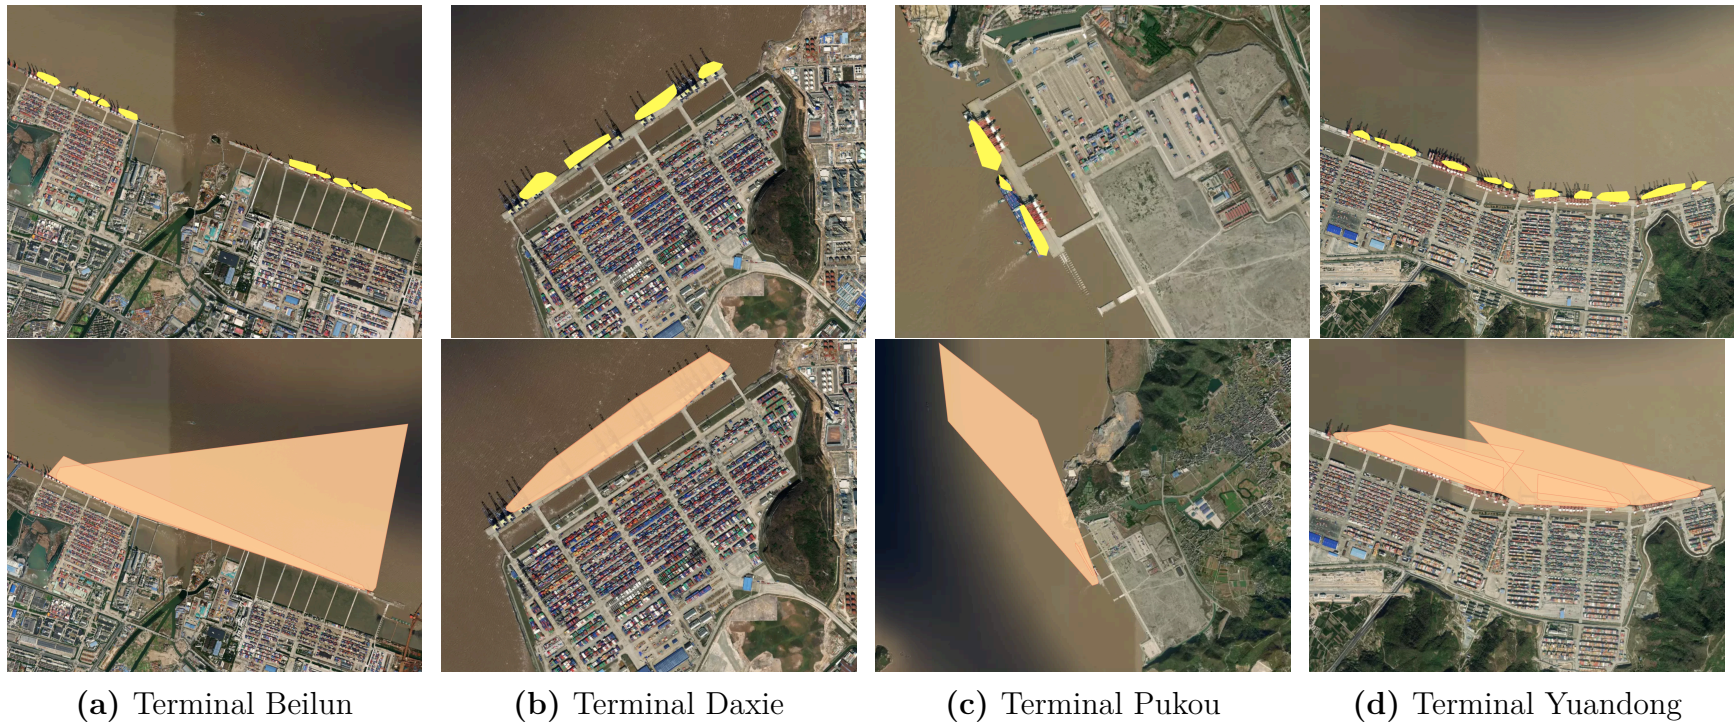 (a) Terminal Beilun
(b) Terminal Daxie
(c) Terminal Pukou
(d) Terminal Yuandong